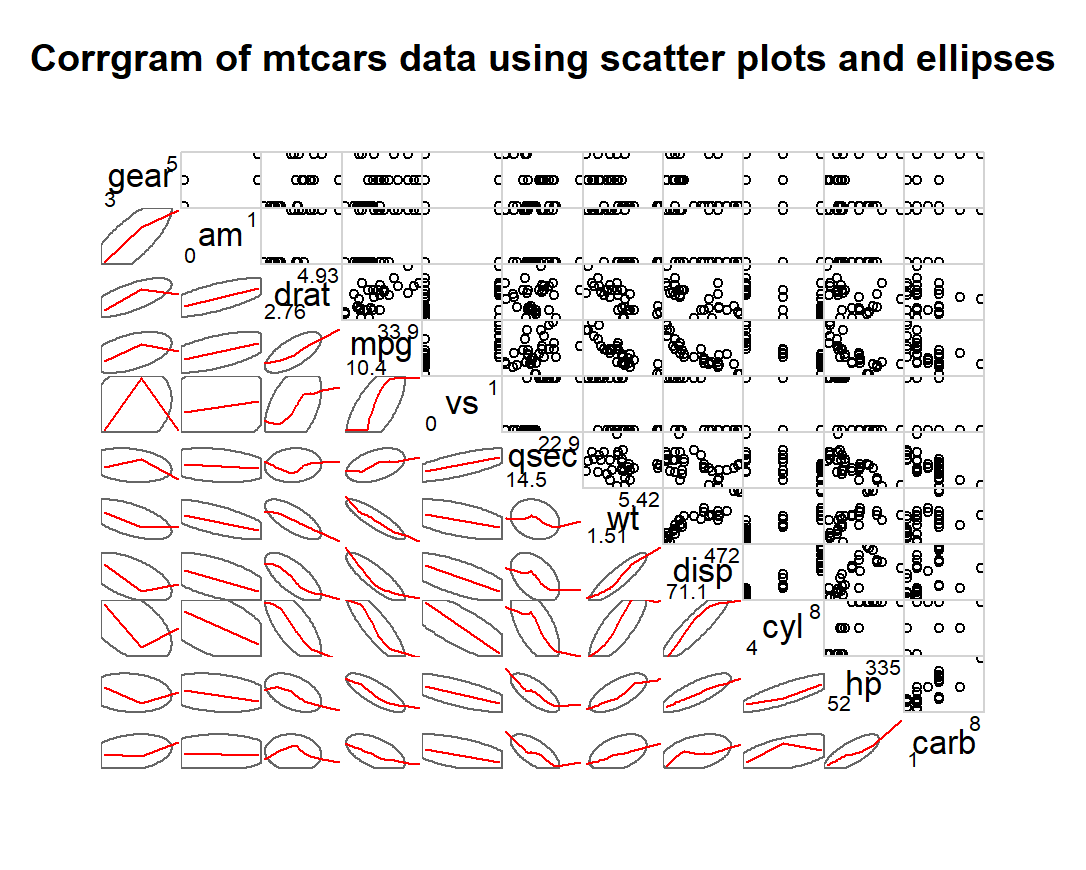 Corrgram of mtcars data using scatter plots and ellipses
gear 5
3
am 1
0
4.93
drat
2.76
33.9
mpg
10.4
vs 1
0
22.9
qsec
14.5
5.42
wt
1.51
472
disp
71.1
cyl 8
4
335
hp
52
8
carb
1